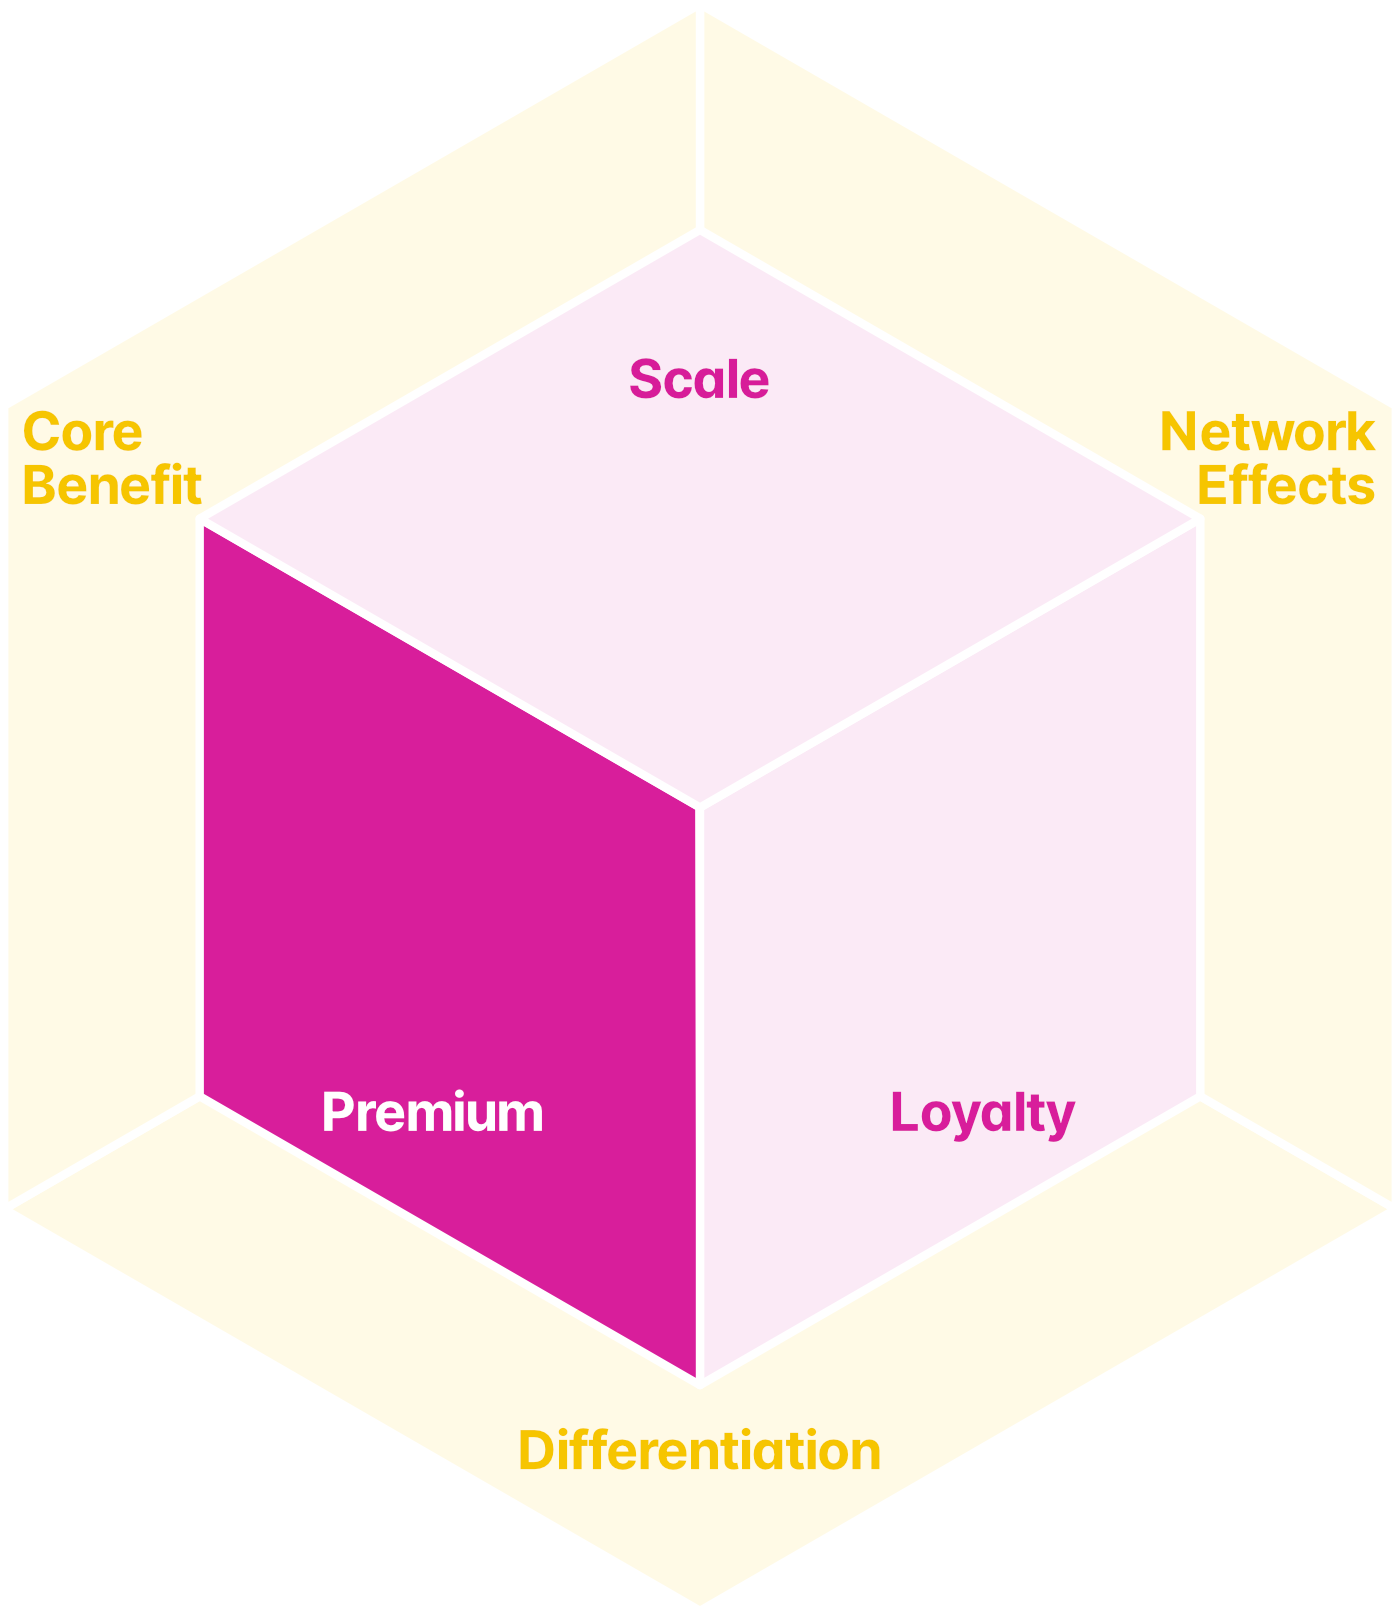 Scale
Core
Benefit
Network
Effects
Premium
Loyalty
Differentiation